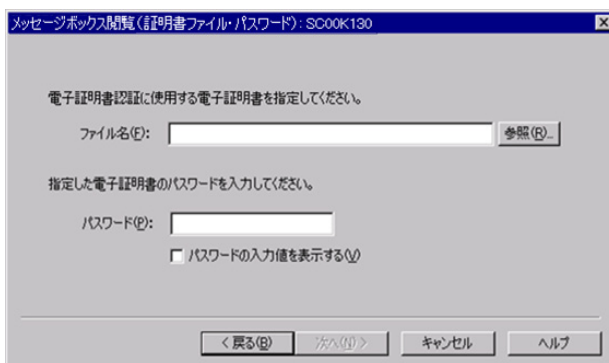 メッセージボックス閲覧(証明書ファイル・パスワード): SC00K130
電子証明書認証に使用する電子証明書を指定してください。
ファイル名(F):
参照(R)...
指定した電子証明書のパスワードを入力してください。
パスワード(P):
パスワードの入力値を表示する(V)
< 戻る(B)
次へ(N) >
キャンセル
ヘルプ